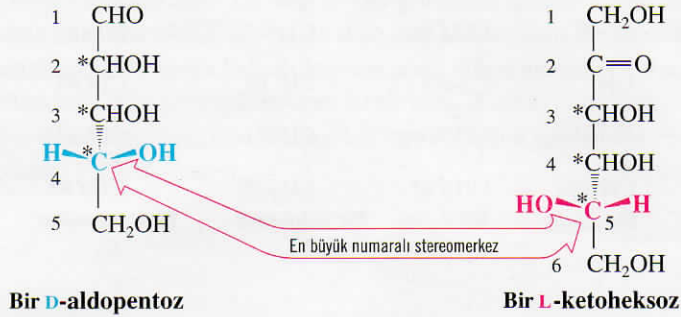 1 CHO
2 *CHOH
3 *CHOH
H *C OH
4
5 CH₂OH
Bir D-aldopentoz
En büyük numaralı stereomerkez
1 CH₂OH
2 C=O
3 *CHOH
4 *CHOH
HO *C H
5
6 CH₂OH
Bir L-ketoheksoz